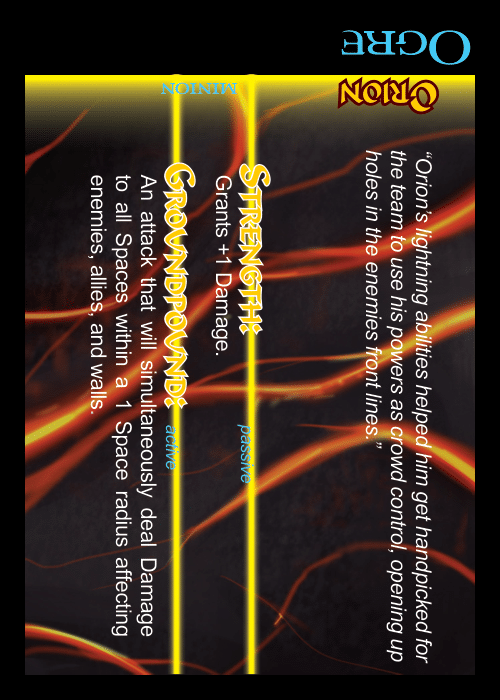 OGRE
ORION
MINION
“Orion's lightning abilities helped him get handpicked for
the team to use his powers as crowd control, opening up
holes in the enemies front lines.”
STRENGTH: passive
Grants +1 Damage.
GROUNDPOUND: active
An attack that will simultaneously deal Damage
to all Spaces within a 1 Space radius affecting
enemies, allies, and walls.